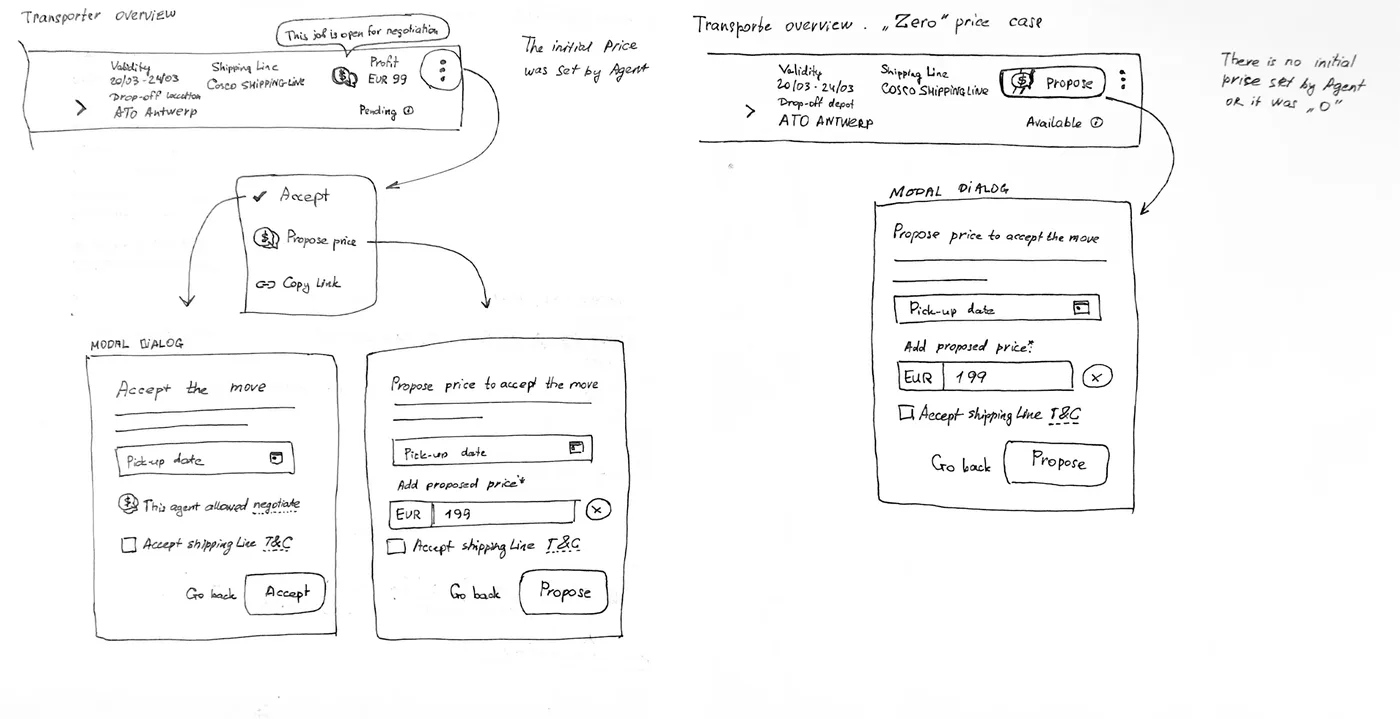 Transporter overview
This job is open for negotiation
Validity
20/03 - 24/03
Drop-off location
ATO Antwerp
Shipping Line
COSCO SHIPPING LINE
$
Profit
EUR 99
Pending i
The initial Price
was set by Agent
✓ Accept
$ Propose price
Copy Link
MODAL DIALOG
Accept the move
Pick-up date
$ This agent allowed negotiate
Accept shipping Line T&C
Go back Accept
Propose price to accept the move
Pick-up date
Add proposed price*
EUR 199 x
Accept shipping Line T&C
Go back Propose
Transporte overview. „Zero" price case
Validity
20/03 - 24/03
Drop-off depot
ATO ANTWERP
Shipping Line
COSCO SHIPPING LINE
$ Propose
Available i
There is no initial
prise set by Agent
or it was „0"
MODAL DIALOG
Propose price to accept the move
Pick-up date
Add proposed price*
EUR 199 x
Accept shipping Line T&C
Go back Propose